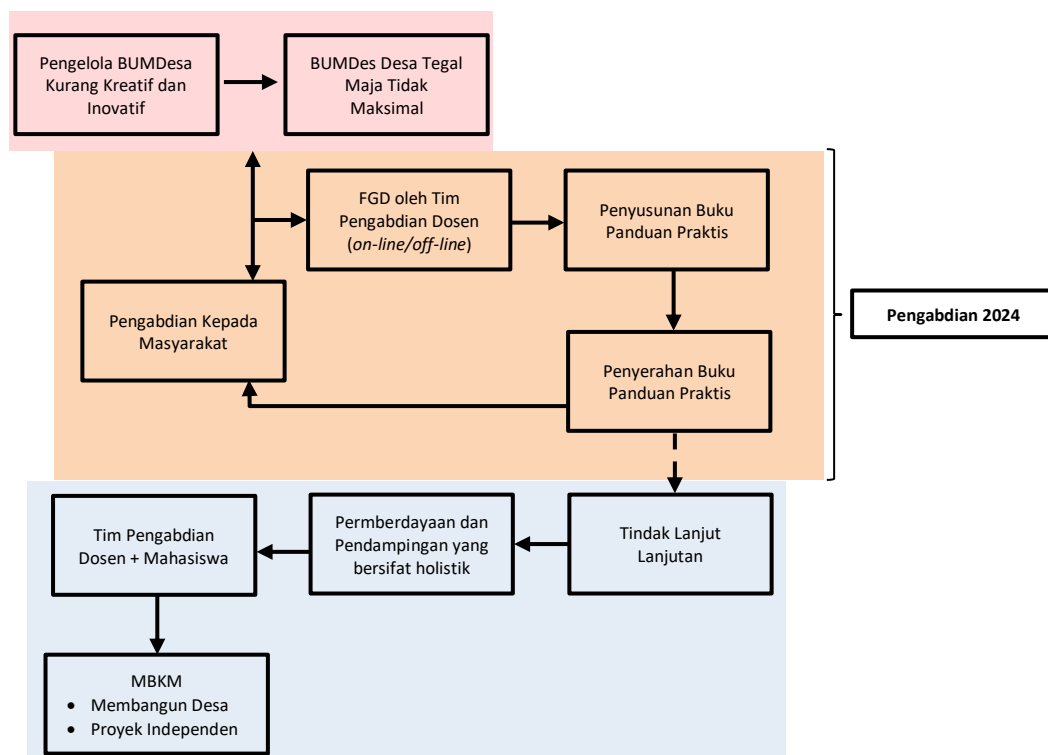 Pengelola BUMDesa
Kurang Kreatif dan
Inovatif
BUMDes Desa Tegal
Maja Tidak
Maksimal
FGD oleh Tim
Pengabdian Dosen
(on-line/off-line)
Penyusunan Buku
Panduan Praktis
Pengabdian Kepada
Masyarakat
Penyerahan Buku
Panduan Praktis
Pengabdian 2024
Tim Pengabdian
Dosen + Mahasiswa
Permberdayaan dan
Pendampingan yang
bersifat holistik
Tindak Lanjut
Lanjutan
MBKM
• Membangun Desa
• Proyek Independen